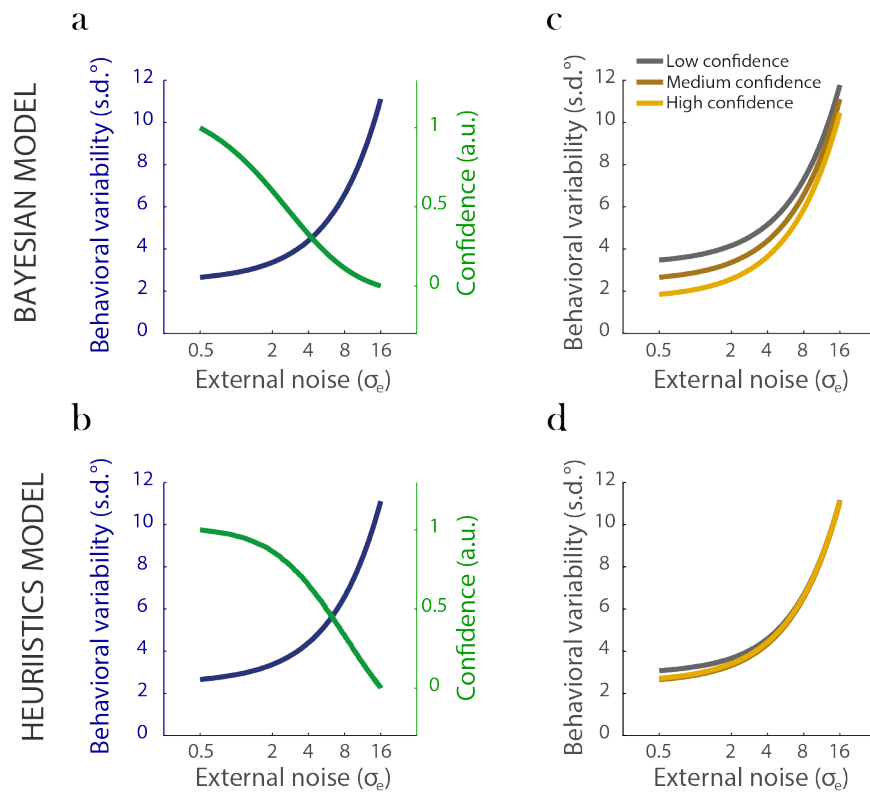 a
BAYESIAN MODEL
Behavioral variability (s.d.°)
12
10
8
6
4
2
0
1
0.5
0
Confidence (a.u.)
0.5 2 4 8 16
External noise (σe)
c
Behavioral variability (s.d.°)
12
10
8
6
4
2
0
Low confidence
Medium confidence
High confidence
0.5 2 4 8 16
External noise (σe)
b
HEURIISTICS MODEL
Behavioral variability (s.d.°)
12
10
8
6
4
2
0
1
0.5
0
Confidence (a.u.)
0.5 2 4 8 16
External noise (σe)
d
Behavioral variability (s.d.°)
12
10
8
6
4
2
0
0.5 2 4 8 16
External noise (σe)